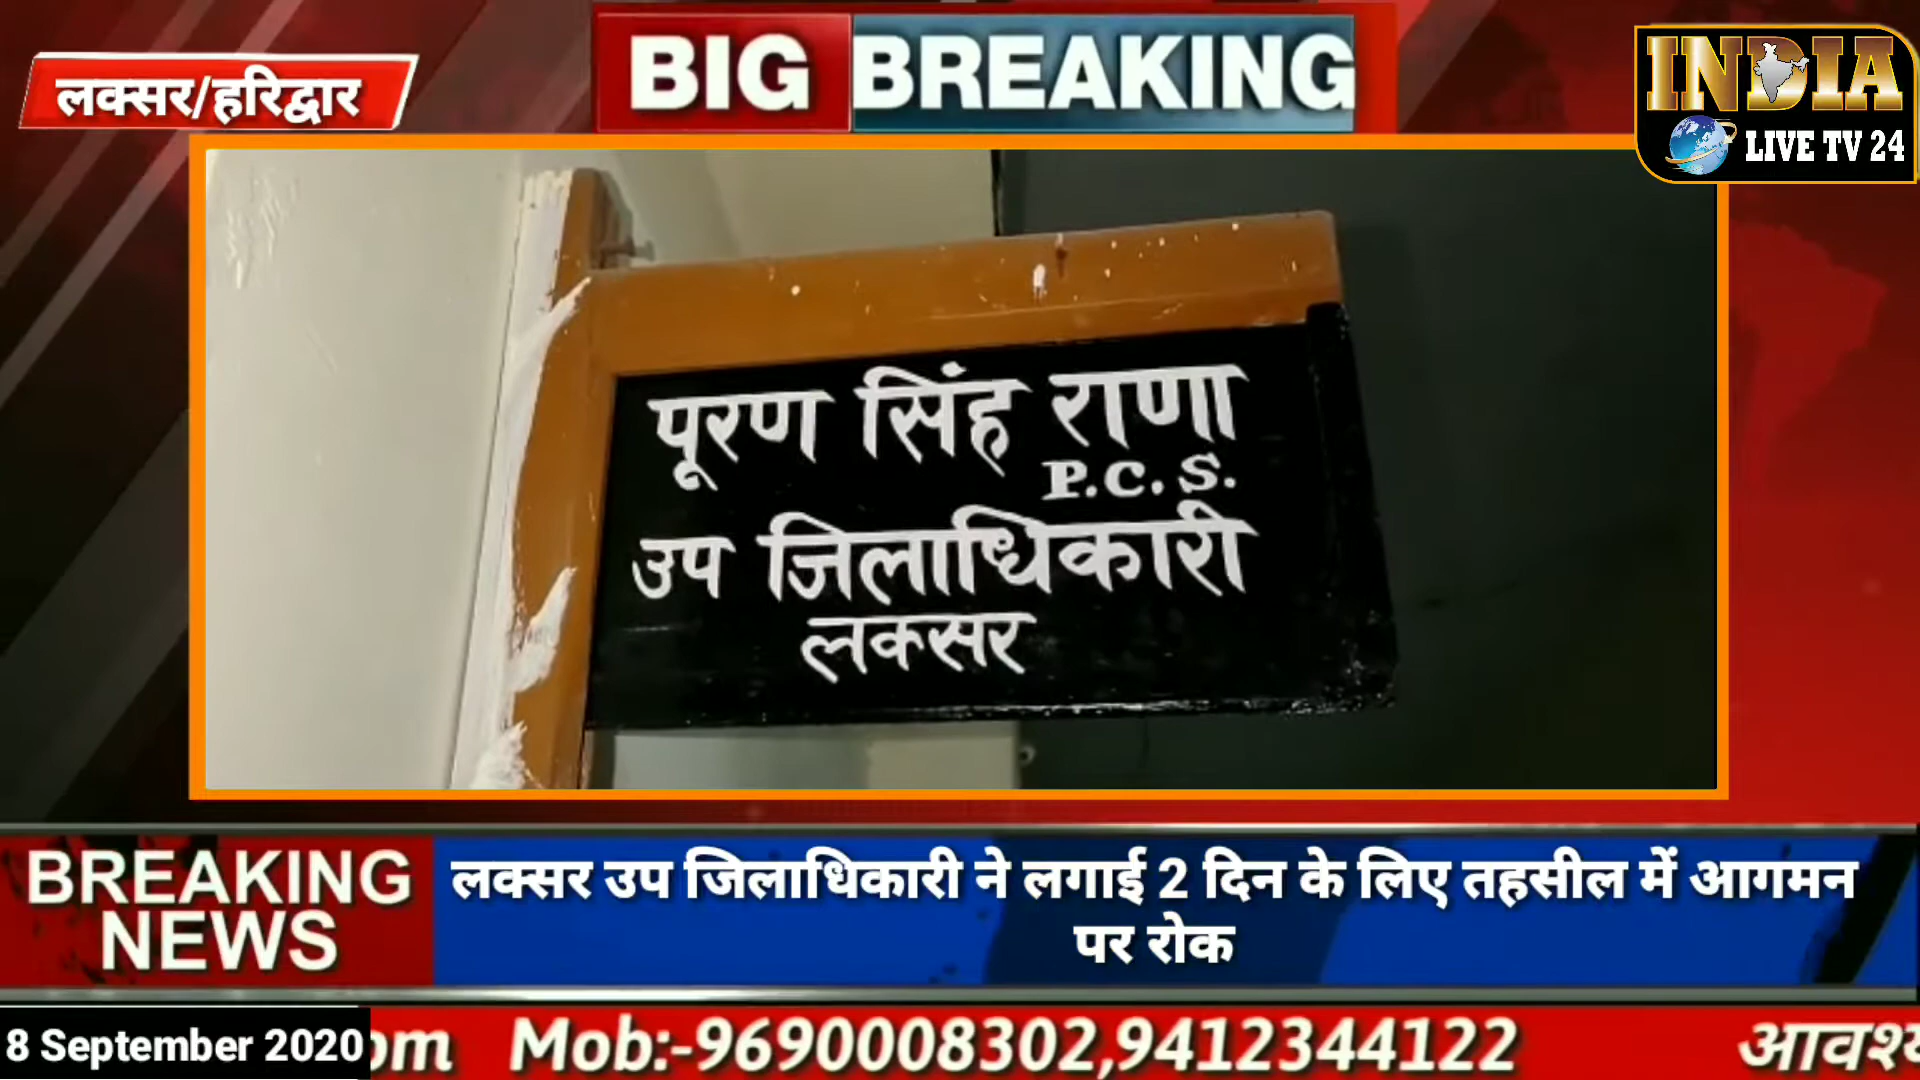 BIG BREAKING
लक्सर/हरिद्वार
INDIA
LIVE TV 24
पूरण सिंह राणा
P.C.S.
उप जिलाधिकारी
लकसर
BREAKING
NEWS
लक्सर उप जिलाधिकारी ने लगाई 2 दिन के लिए तहसील में आगमन
पर रोक
8 September 2020
om Mob:-9690008302,9412344122